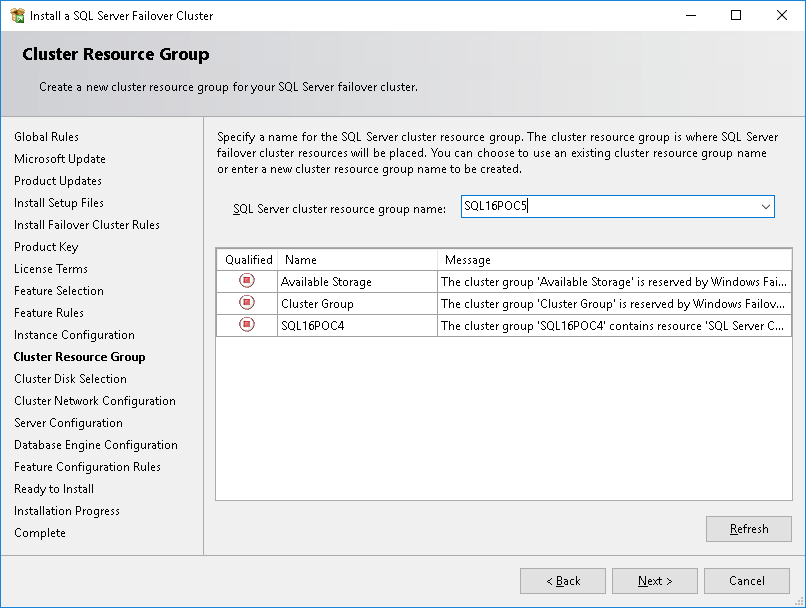 Install a SQL Server Failover Cluster
Cluster Resource Group
Create a new cluster resource group for your SQL Server failover cluster.
Global Rules
Microsoft Update
Product Updates
Install Setup Files
Install Failover Cluster Rules
Product Key
License Terms
Feature Selection
Feature Rules
Instance Configuration
Cluster Resource Group
Cluster Disk Selection
Cluster Network Configuration
Server Configuration
Database Engine Configuration
Feature Configuration Rules
Ready to Install
Installation Progress
Complete
Specify a name for the SQL Server cluster resource group. The cluster resource group is where SQL Server
failover cluster resources will be placed. You can choose to use an existing cluster resource group name
or enter a new cluster resource group name to be created.
SQL Server cluster resource group name: SQL16POC5
Qualified Name Message
Available Storage The cluster group 'Available Storage' is reserved by Windows Fai...
Cluster Group The cluster group 'Cluster Group' is reserved by Windows Failov...
SQL16POC4 The cluster group 'SQL16POC4' contains resource 'SQL Server C...
Refresh
< Back Next > Cancel